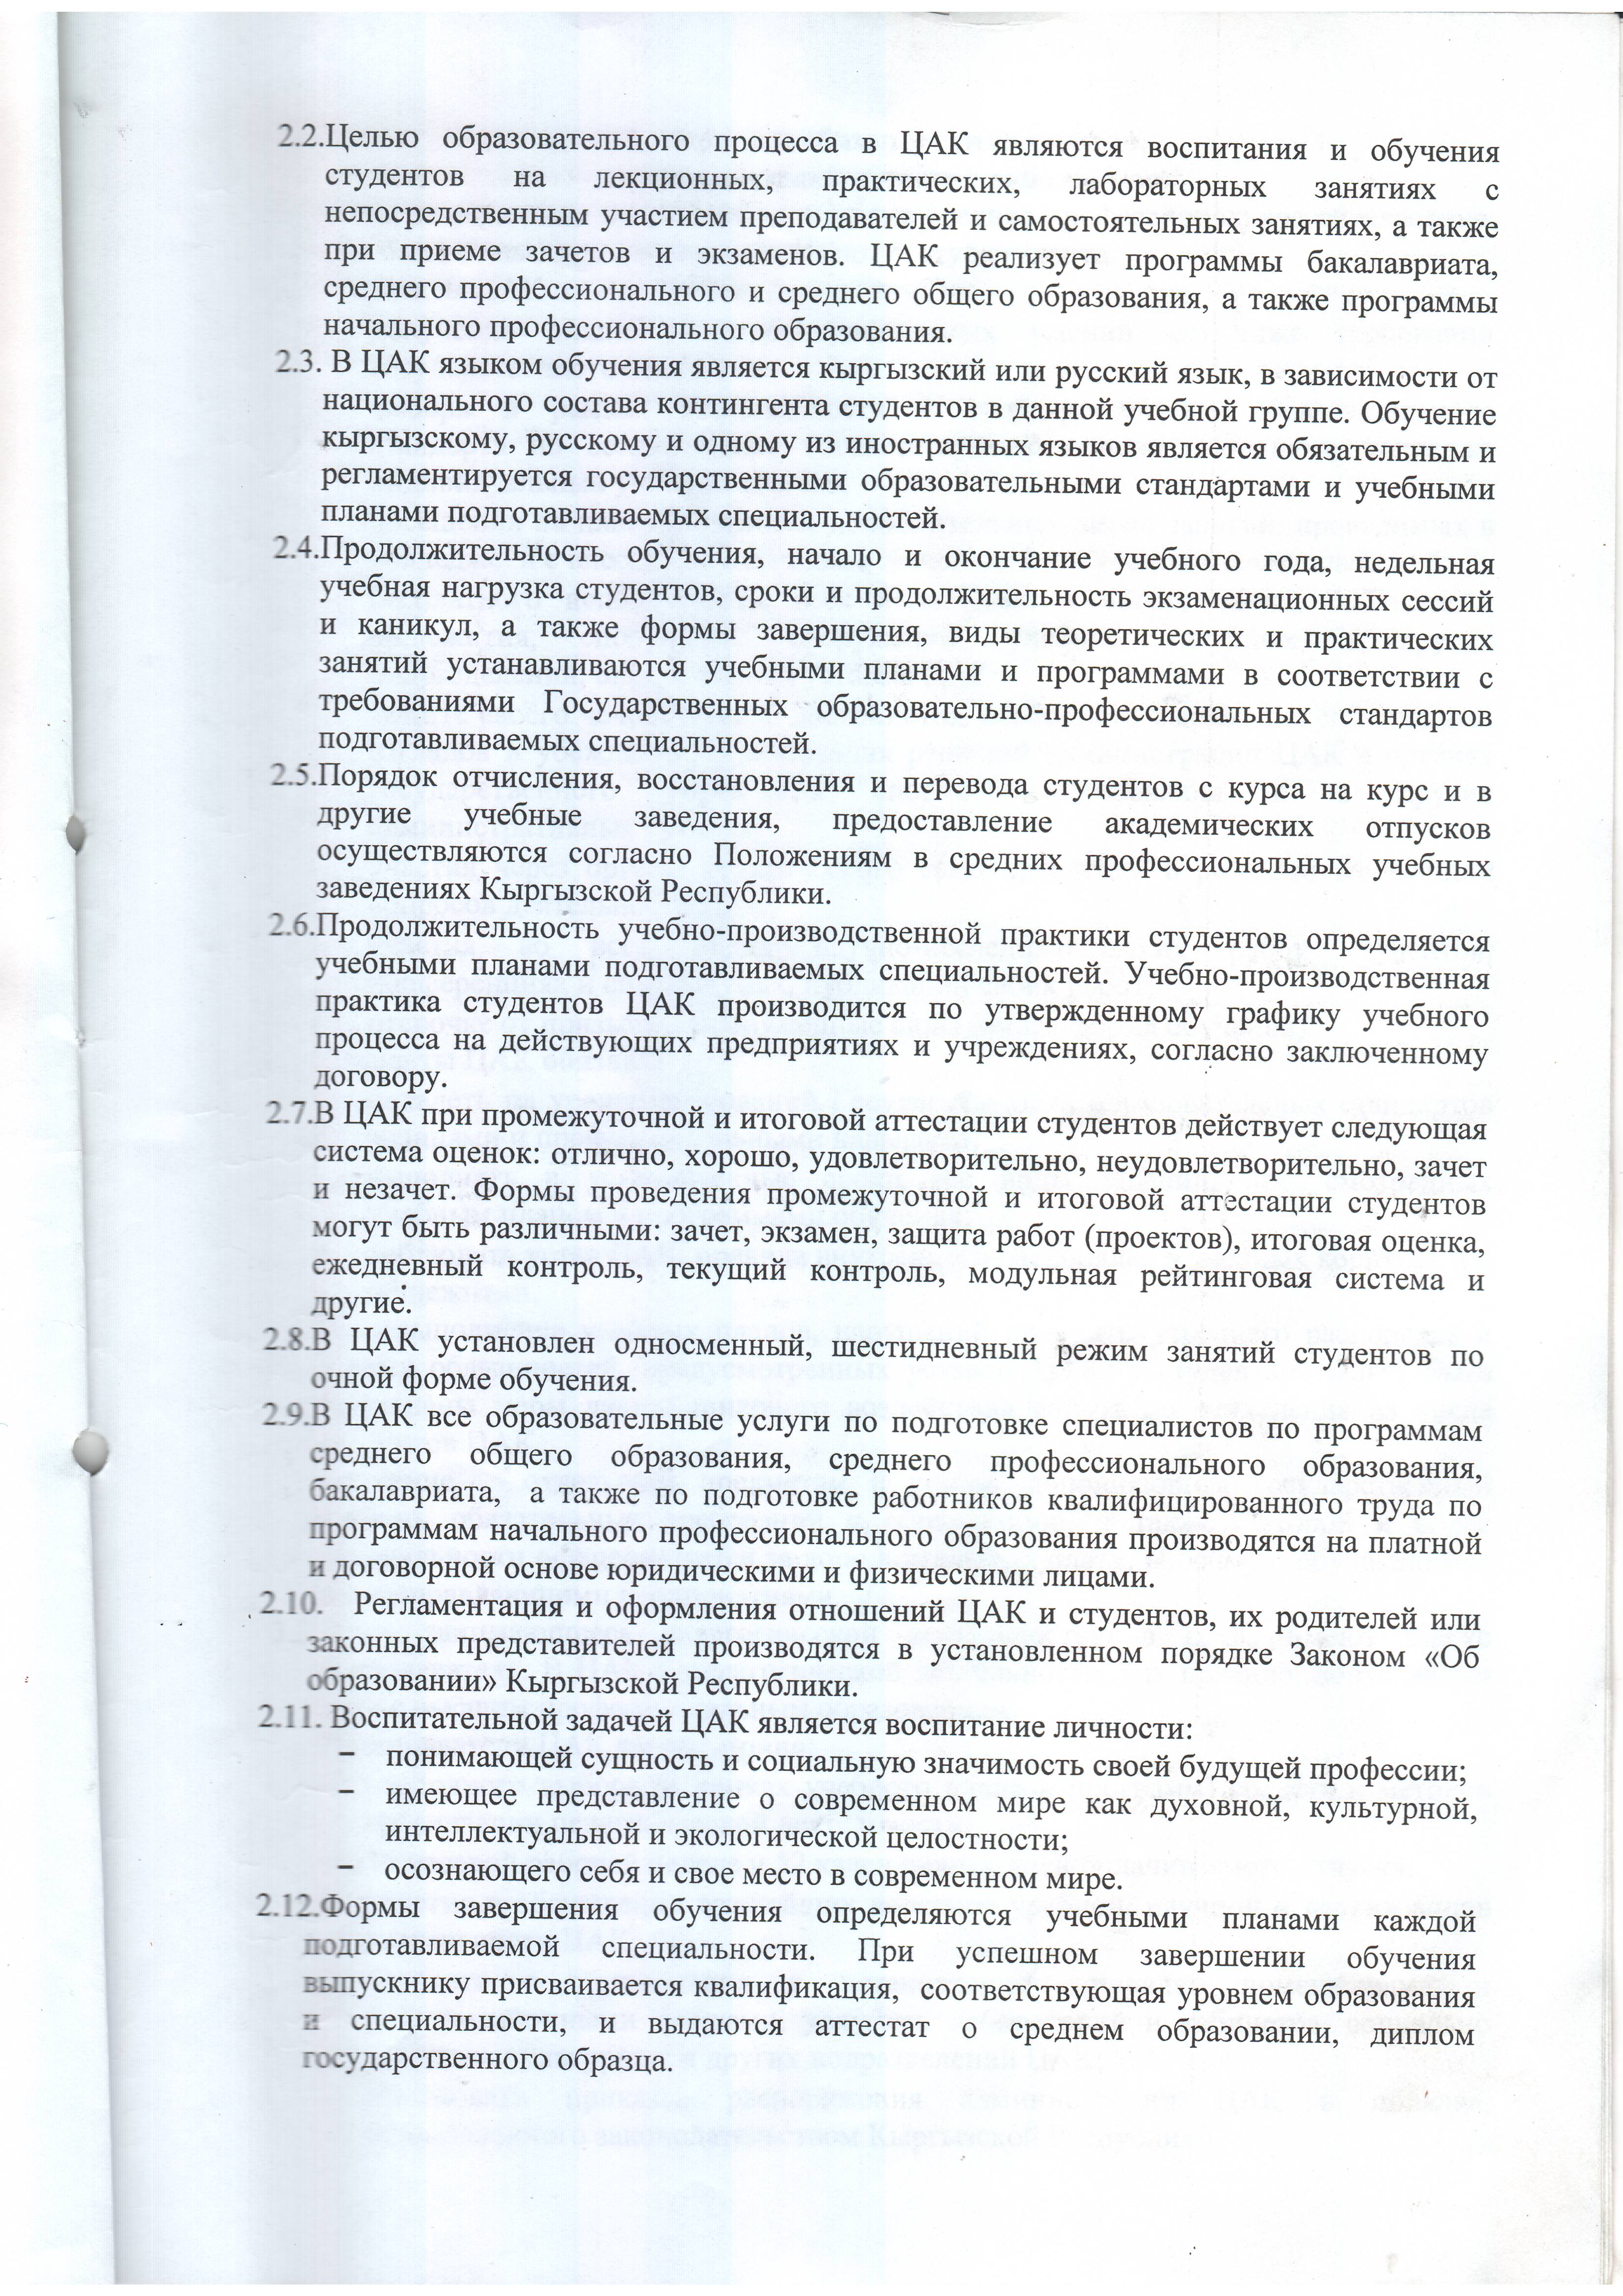 2.2.Целью образовательного процесса в ЦАК являются воспитания и обучения
студентов на лекционных, практических, лабораторных занятиях с
непосредственным участием преподавателей и самостоятельных занятиях, а также
при приеме зачетов и экзаменов. ЦАК реализует программы бакалавриата,
среднего профессионального и среднего общего образования, а также программы
начального профессионального образования.
2.3. В ЦАК языком обучения является кыргызский или русский язык, в зависимости от
национального состава контингента студентов в данной учебной группе. Обучение
кыргызскому, русскому и одному из иностранных языков является обязательным и
регламентируется государственными образовательными стандартами и учебными
планами подготавливаемых специальностей.
2.4.Продолжительность обучения, начало и окончание учебного года, недельная
учебная нагрузка студентов, сроки и продолжительность экзаменационных сессий
и каникул, а также формы завершения, виды теоретических и практических
занятий устанавливаются учебными планами и программами в соответствии с
требованиями Государственных образовательно-профессиональных стандартов
подготавливаемых специальностей.
2.5.Порядок отчисления, восстановления и перевода студентов с курса на курс и в
другие учебные заведения, предоставление академических отпусков
осуществляются согласно Положениям в средних профессиональных учебных
заведениях Кыргызской Республики.
2.6.Продолжительность учебно-производственной практики студентов определяется
учебными планами подготавливаемых специальностей. Учебно-производственная
практика студентов ЦАК производится по утвержденному графику учебного
процесса на действующих предприятиях и учреждениях, согласно заключенному
договору.
2.7.В ЦАК при промежуточной и итоговой аттестации студентов действует следующая
система оценок: отлично, хорошо, удовлетворительно, неудовлетворительно, зачет
и незачет. Формы проведения промежуточной и итоговой аттестации студентов
могут быть различными: зачет, экзамен, защита работ (проектов), итоговая оценка,
ежедневный контроль, текущий контроль, модульная рейтинговая система и
другие.
2.8.В ЦАК установлен односменный, шестидневный режим занятий студентов по
очной форме обучения.
2.9.В ЦАК все образовательные услуги по подготовке специалистов по программам
среднего общего образования, среднего профессионального образования,
бакалавриата, а также по подготовке работников квалифицированного труда по
программам начального профессионального образования производятся на платной
и договорной основе юридическими и физическими лицами.
2.10. Регламентация и оформления отношений ЦАК и студентов, их родителей или
законных представителей производятся в установленном порядке Законом «Об
образовании» Кыргызской Республики.
2.11. Воспитательной задачей ЦАК является воспитание личности:
− понимающей сущность и социальную значимость своей будущей профессии;
− имеющее представление о современном мире как духовной, культурной,
интеллектуальной и экологической целостности;
− осознающего себя и свое место в современном мире.
2.12.Формы завершения обучения определяются учебными планами каждой
подготавливаемой специальности. При успешном завершении обучения
выпускнику присваивается квалификация, соответствующая уровнем образования
и специальности, и выдаются аттестат о среднем образовании, диплом
государственного образца.